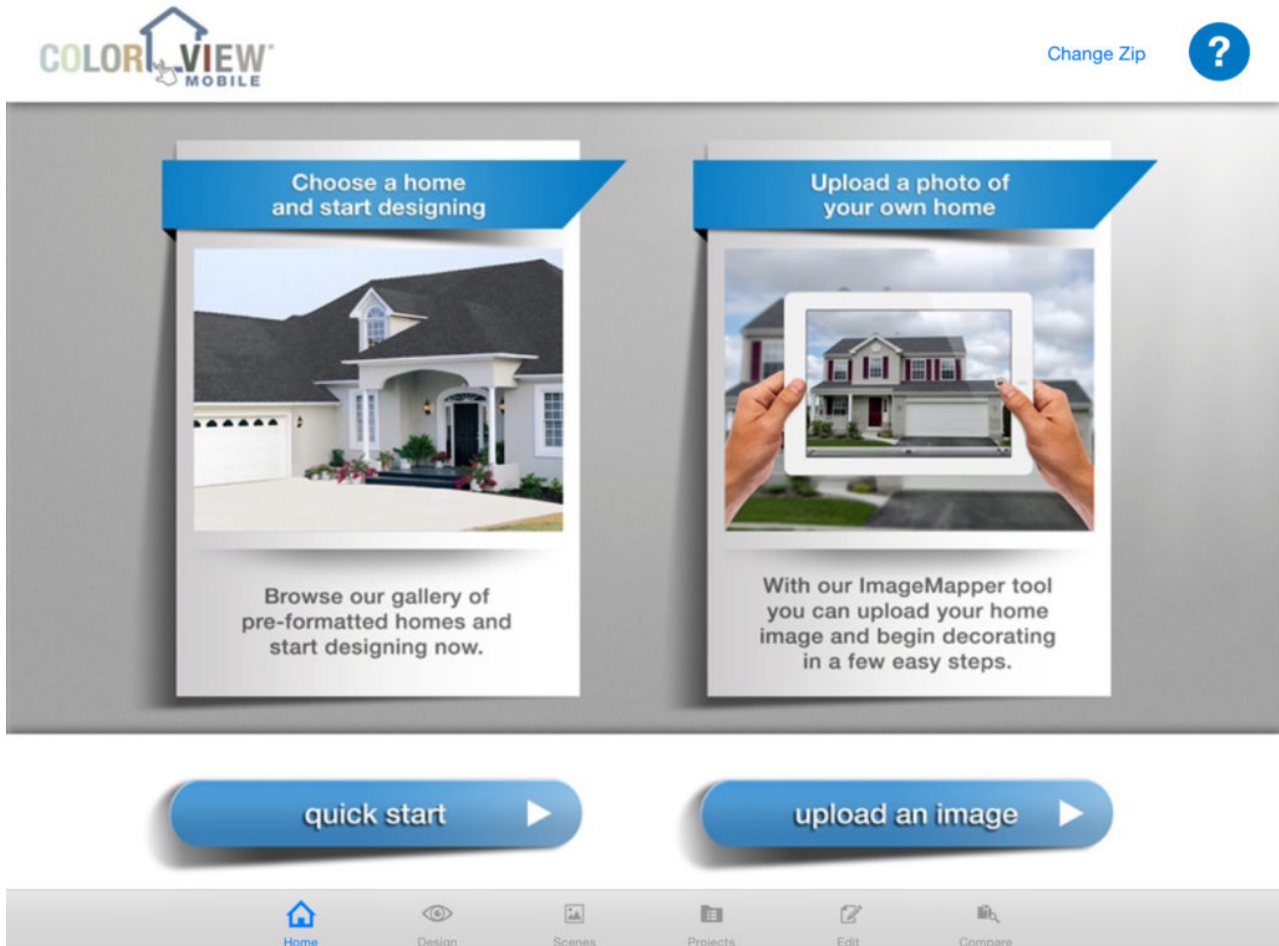 COLOR VIEW®
MOBILE
Change Zip
?
Choose a home
and start designing
Browse our gallery of
pre-formatted homes and
start designing now.
Upload a photo of
your own home
With our ImageMapper tool
you can upload your home
image and begin decorating
in a few easy steps.
quick start
upload an image
Home
Design
Scenes
Projects
Edit
Compare